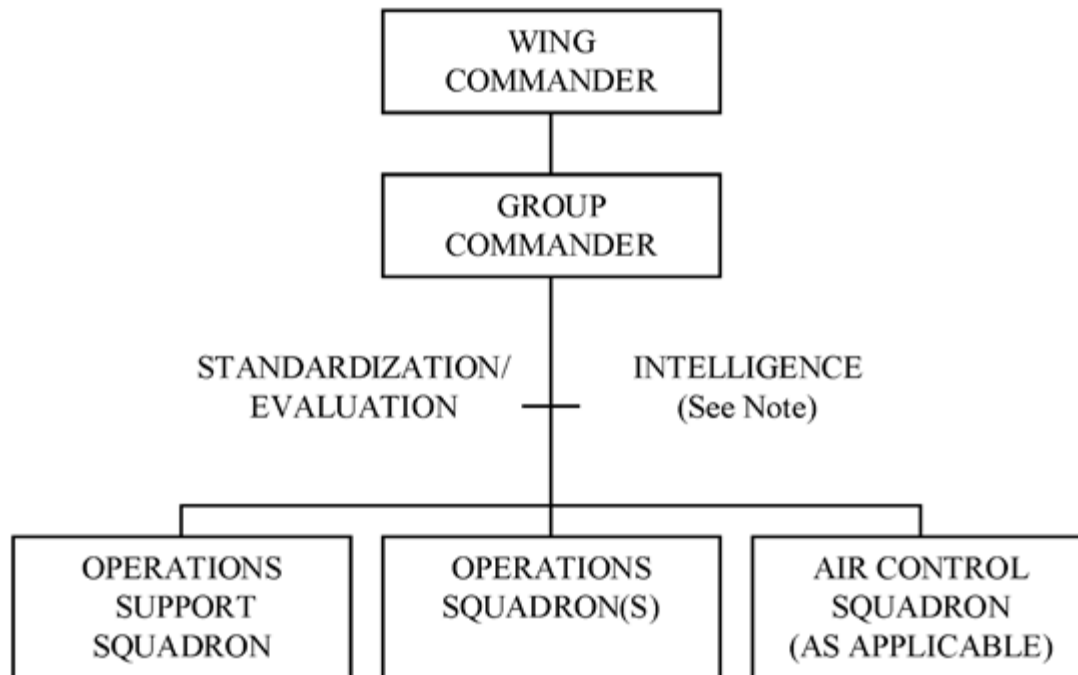 WING
COMMANDER
GROUP
COMMANDER
STANDARDIZATION/
EVALUATION
INTELLIGENCE
(See Note)
OPERATIONS
SUPPORT
SQUADRON
OPERATIONS
SQUADRON(S)
AIR CONTROL
SQUADRON
(AS APPLICABLE)